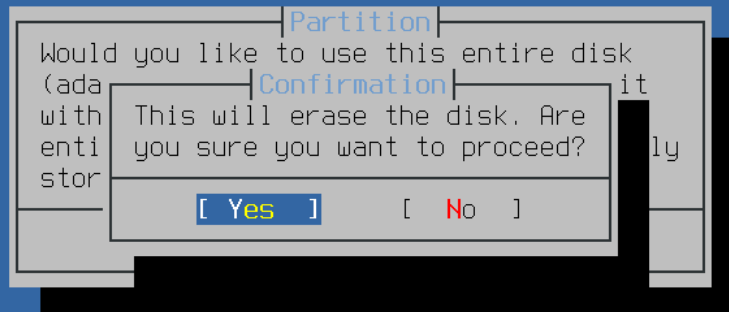 Partition
Would you like to use this entire disk
(ada
it
Confirmation
with
This will erase the disk. Are
enti
you sure you want to proceed?
ly
stor
[ Yes ]
[ No ]